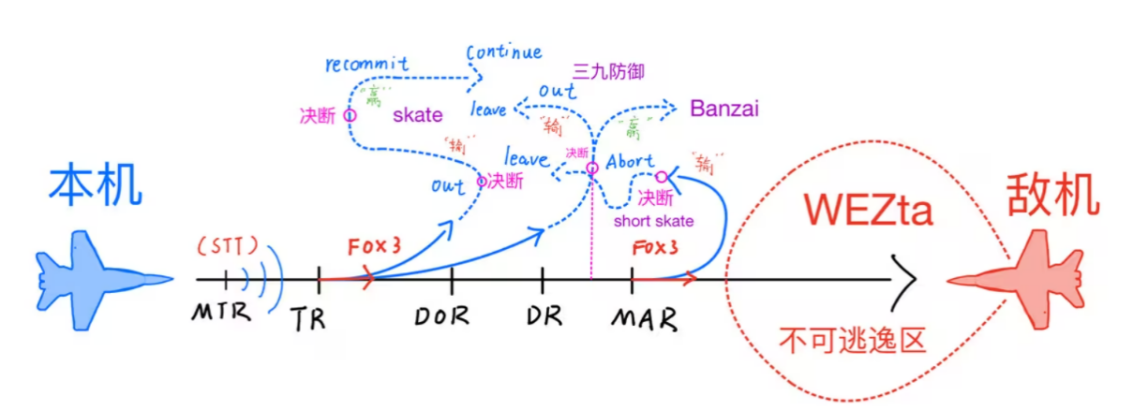 recommit
Continue
三九防御
"赢"
决断
skate
out
leave
"输"
"赢"
Banzai
"输"
leave
决断
Abort
"输"
out
决断
决断
short skate
本机
(STT)
FOX3
FOX3
WEZta
敌机
MTR
TR
DOR
DR
MAR
不可逃逸区